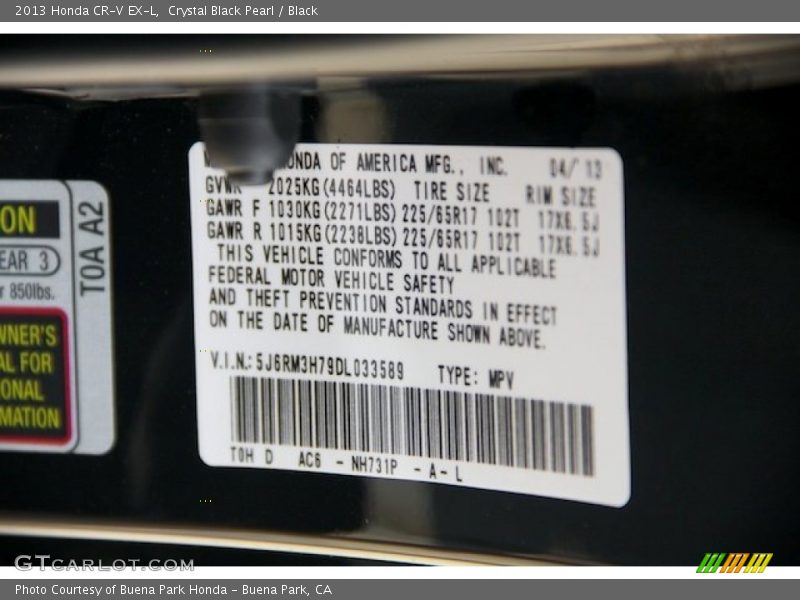 2013 Honda CR-V EX-L,  Crystal Black Pearl / Black
ONDA OF AMERICA MFG., INC. 04/ 13
GVWR 2025KG(4464LBS) TIRE SIZE RIM SIZE
GAWR F 1030KG(2271LBS) 225/65R17 102T 17X6.5J
GAWR R 1015KG(2238LBS) 225/65R17 102T 17X6.5J
THIS VEHICLE CONFORMS TO ALL APPLICABLE
FEDERAL MOTOR VEHICLE SAFETY
AND THEFT PREVENTION STANDARDS IN EFFECT
ON THE DATE OF MANUFACTURE SHOWN ABOVE.
V.I.N.: 5J6RM3H79DL033589 TYPE: MPV
T0H D AC6 - NH731P - A- L
ON
EAR 3
r 850lbs.
WNER'S
AL FOR
ONAL
MATION
T0A A2
GTCARLOT.COM
Photo Courtesy of Buena Park Honda – Buena Park, CA